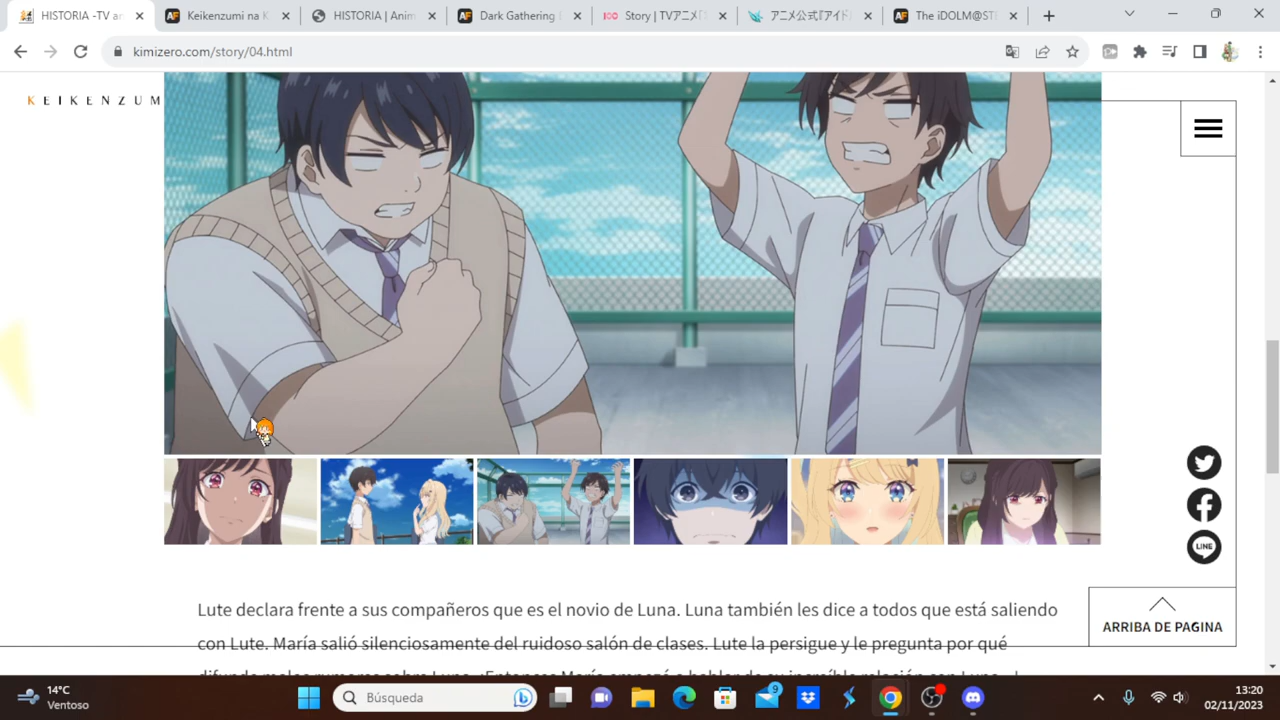 HISTORIA -TV an
Keikenzumi na K
HISTORIA | Anim
Dark Gathering
Story | TVアニメ『
アニメ公式『アイド
The iDOLM@STE
kimizero.com/story/04.html
KEIKENZUM
Lute declara frente a sus compañeros que es el novio de Luna. Luna también les dice a todos que está saliendo
con Lute. María salió silenciosamente del ruidoso salón de clases. Lute la persigue y le pregunta por qué
LINE
ARRIBA DE PAGINA
14°C
Ventoso
Búsqueda
9
13:20
02/11/2023